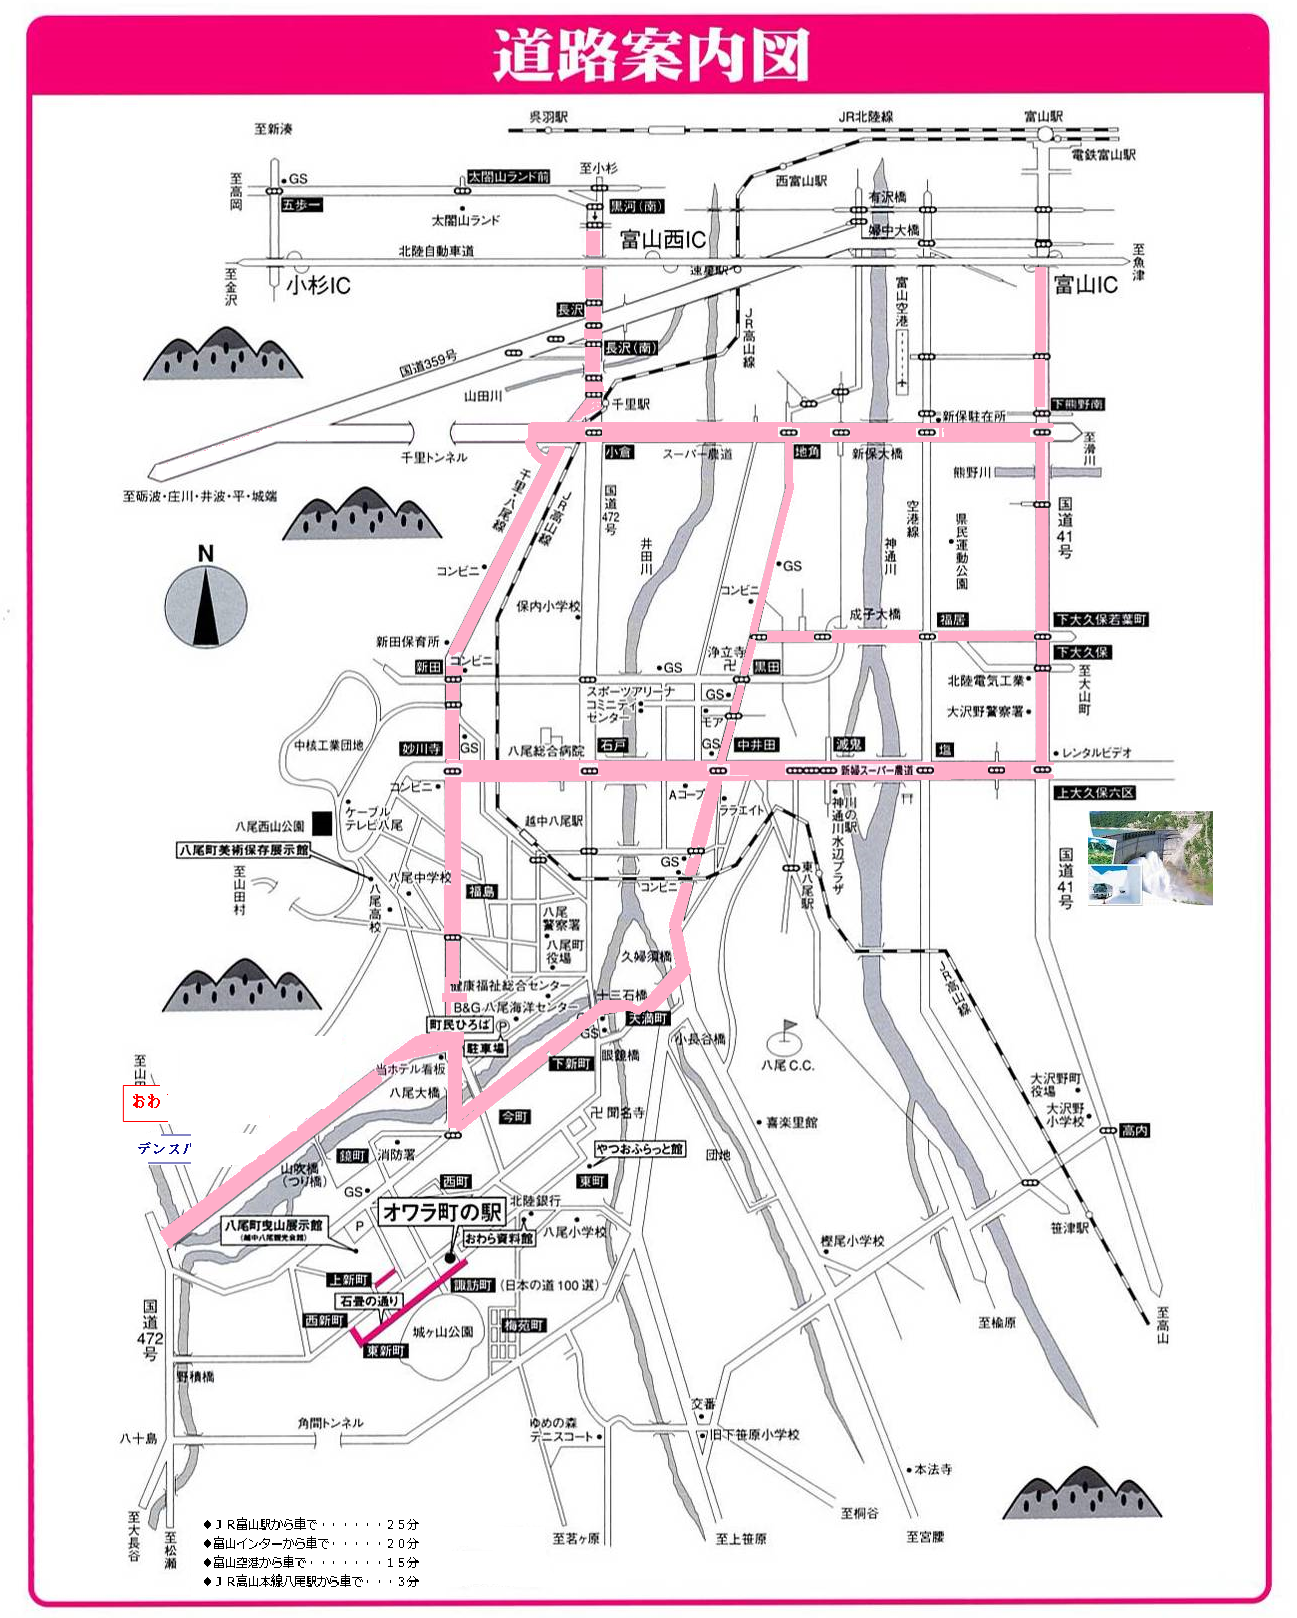 道路案内図
呉羽駅
JR北陸線
富山駅
至新湊
電鉄富山駅
至小杉
至高岡
GS
太閤山ランド前
西富山駅
五歩一
太閤山ランド
黒河(南)
有沢橋
婦中大橋
富山西IC
北陸自動車道
至魚津
速星駅
至金沢
小杉IC
富山空港
富山IC
長沢
JR高山線
長沢(南)
国道359号
山田川
千里駅
下熊野南
新保駐在所
小倉
スーパー農道
地角
新保大橋
至滑川
千里トンネル
熊野川
至砺波・庄川・井波・平・城端
千里・八尾線
JR高山線
国道472号
空港線
国道41号
県民運動公園
井田川
神通川
N
コンビニ
GS
コンビニ
保内小学校
成子大橋
福居
下大久保若葉町
新田保育所
浄立寺
卍
黒田
下大久保
新田
コンビニ
GS
北陸電気工業
至大山町
スポーツアリーナ
コミニティセンター
GS
モア
大沢野警察署
中核工業団地
妙川寺
GS
八尾総合病院
石戸
GS
中井田
減鬼
塩
レンタルビデオ
新婦スーパー農道
コンビニ
Aコープ
ララエイト
上大久保六区
ケーブルテレビ八尾
八尾西山公園
越中八尾駅
川の駅
神通川水辺プラザ
八尾町美術保存展示館
至山田村
八尾中学校
GS
コンビニ
東八尾駅
国道41号
八尾高校
福島
八尾警察署
八尾町役場
久婦須橋
JR高山線
健康福祉総合センター
十三石橋
B&G 八尾海洋センター
町民ひろば
P
GS
天満町
駐車場
小長谷橋
当ホテル看板
下新町
眼鏡橋
八尾C.C.
八尾大橋
大沢野町役場
おわ
今町
卍聞名寺
大沢野小学校
喜楽里館
高内
デンスパ
鏡町
消防署
やつおふらっと館
団地
山吹橋
(つり橋)
GS
西町
東町
北陸銀行
オワラ町の駅
八尾町曳山展示館
(越中八尾観光会館)
P
おわら資料館
八尾小学校
笹津駅
樫尾小学校
上新町
諏訪町
(日本の道100選)
石畳の通り
国道472号
西新町
城ヶ山公園
梅苑町
至楡原
至高山
東新町
野積橋
交番
角間トンネル
ゆめの森
テニスコート
旧下笹原小学校
八十島
本法寺
至桐谷
至大長谷
至松瀬
至茗ヶ原
至上笹原
至宮腰
◆JR富山駅から車で・・・・・・25分
◆富山インターから車で・・・・・20分
◆富山空港から車で・・・・・・・15分
◆JR高山本線八尾駅から車で・・・3分